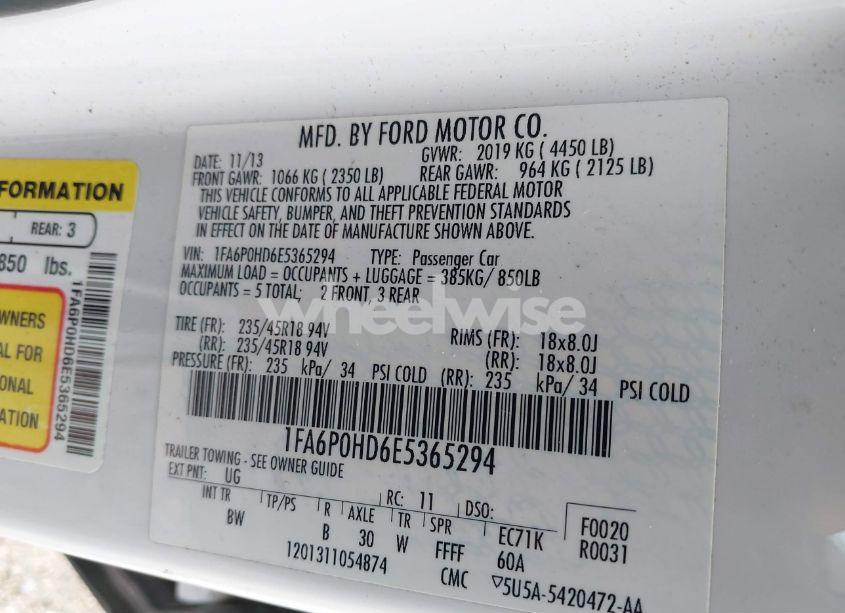 MFD. BY FORD MOTOR CO.
DATE: 11/13 GVWR: 2019 KG ( 4450 LB)
FRONT GAWR: 1066 KG ( 2350 LB) REAR GAWR: 964 KG ( 2125 LB)
THIS VEHICLE CONFORMS TO ALL APPLICABLE FEDERAL MOTOR
VEHICLE SAFETY, BUMPER, AND THEFT PREVENTION STANDARDS
IN EFFECT ON THE DATE OF MANUFACTURE SHOWN ABOVE.
VIN: 1FA6P0HD6E5365294 TYPE: Passenger Car
MAXIMUM LOAD = OCCUPANTS + LUGGAGE = 385KG/ 850LB
OCCUPANTS = 5 TOTAL; 2 FRONT, 3 REAR
wheelwise
TIRE (FR): 235/45R18 94V RIMS (FR): 18x8.0J
(RR): 235/45R18 94V (RR): 18x8.0J
PRESSURE (FR): 235 kPa/ 34 PSI COLD (RR): 235 kPa/ 34 PSI COLD
1FA6P0HD6E5365294
TRAILER TOWING - SEE OWNER GUIDE
EXT PNT: UG RC: 11 DSO:
INT TR TP/PS R AXLE TR SPR EC71K F0020
BW B 30 W FFFF 60A R0031
1201311054874 CMC ▽5U5A-5420472-AA
FORMATION
REAR: 3
850 lbs.
WNERS
AL FOR
IONAL
ATION
1FA6P0HD6E5365294